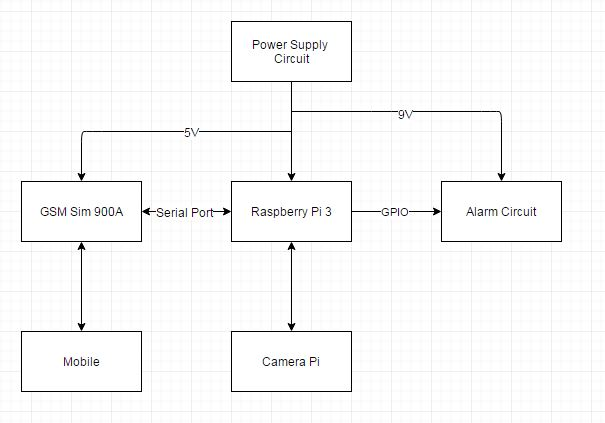 Power Supply
Circuit
9V
5V
GSM Sim 900A
Serial Port
Raspberry Pi 3
GPIO
Alarm Circuit
Mobile
Camera Pi